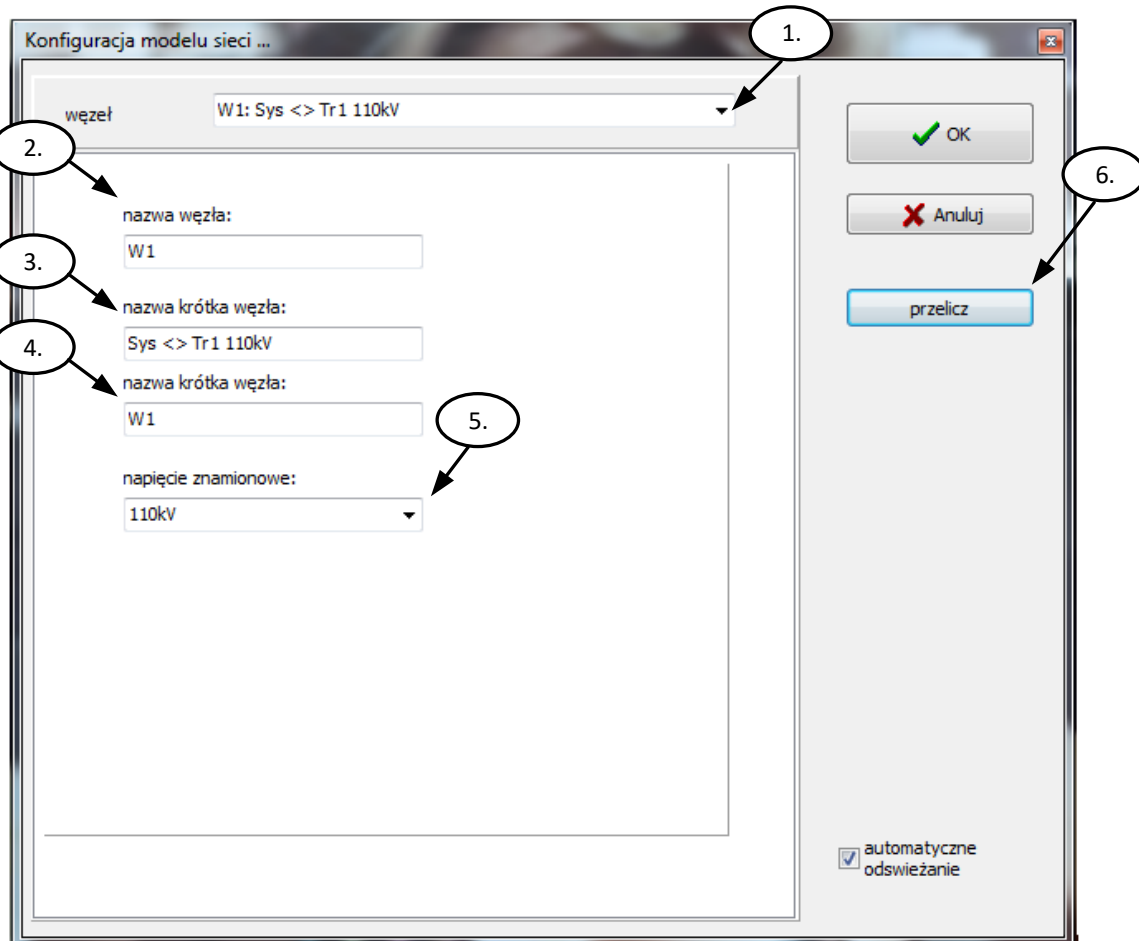 Konfiguracja modelu sieci ...
1.
węzeł
W1: Sys <> Tr1 110kV
OK
2.
6.
Anuluj
nazwa węzła:
W1
3.
nazwa krótka węzła:
przelicz
Sys <> Tr1 110kV
4.
nazwa krótka węzła:
W1
5.
napięcie znamionowe:
110kV
automatyczne
odswieżanie